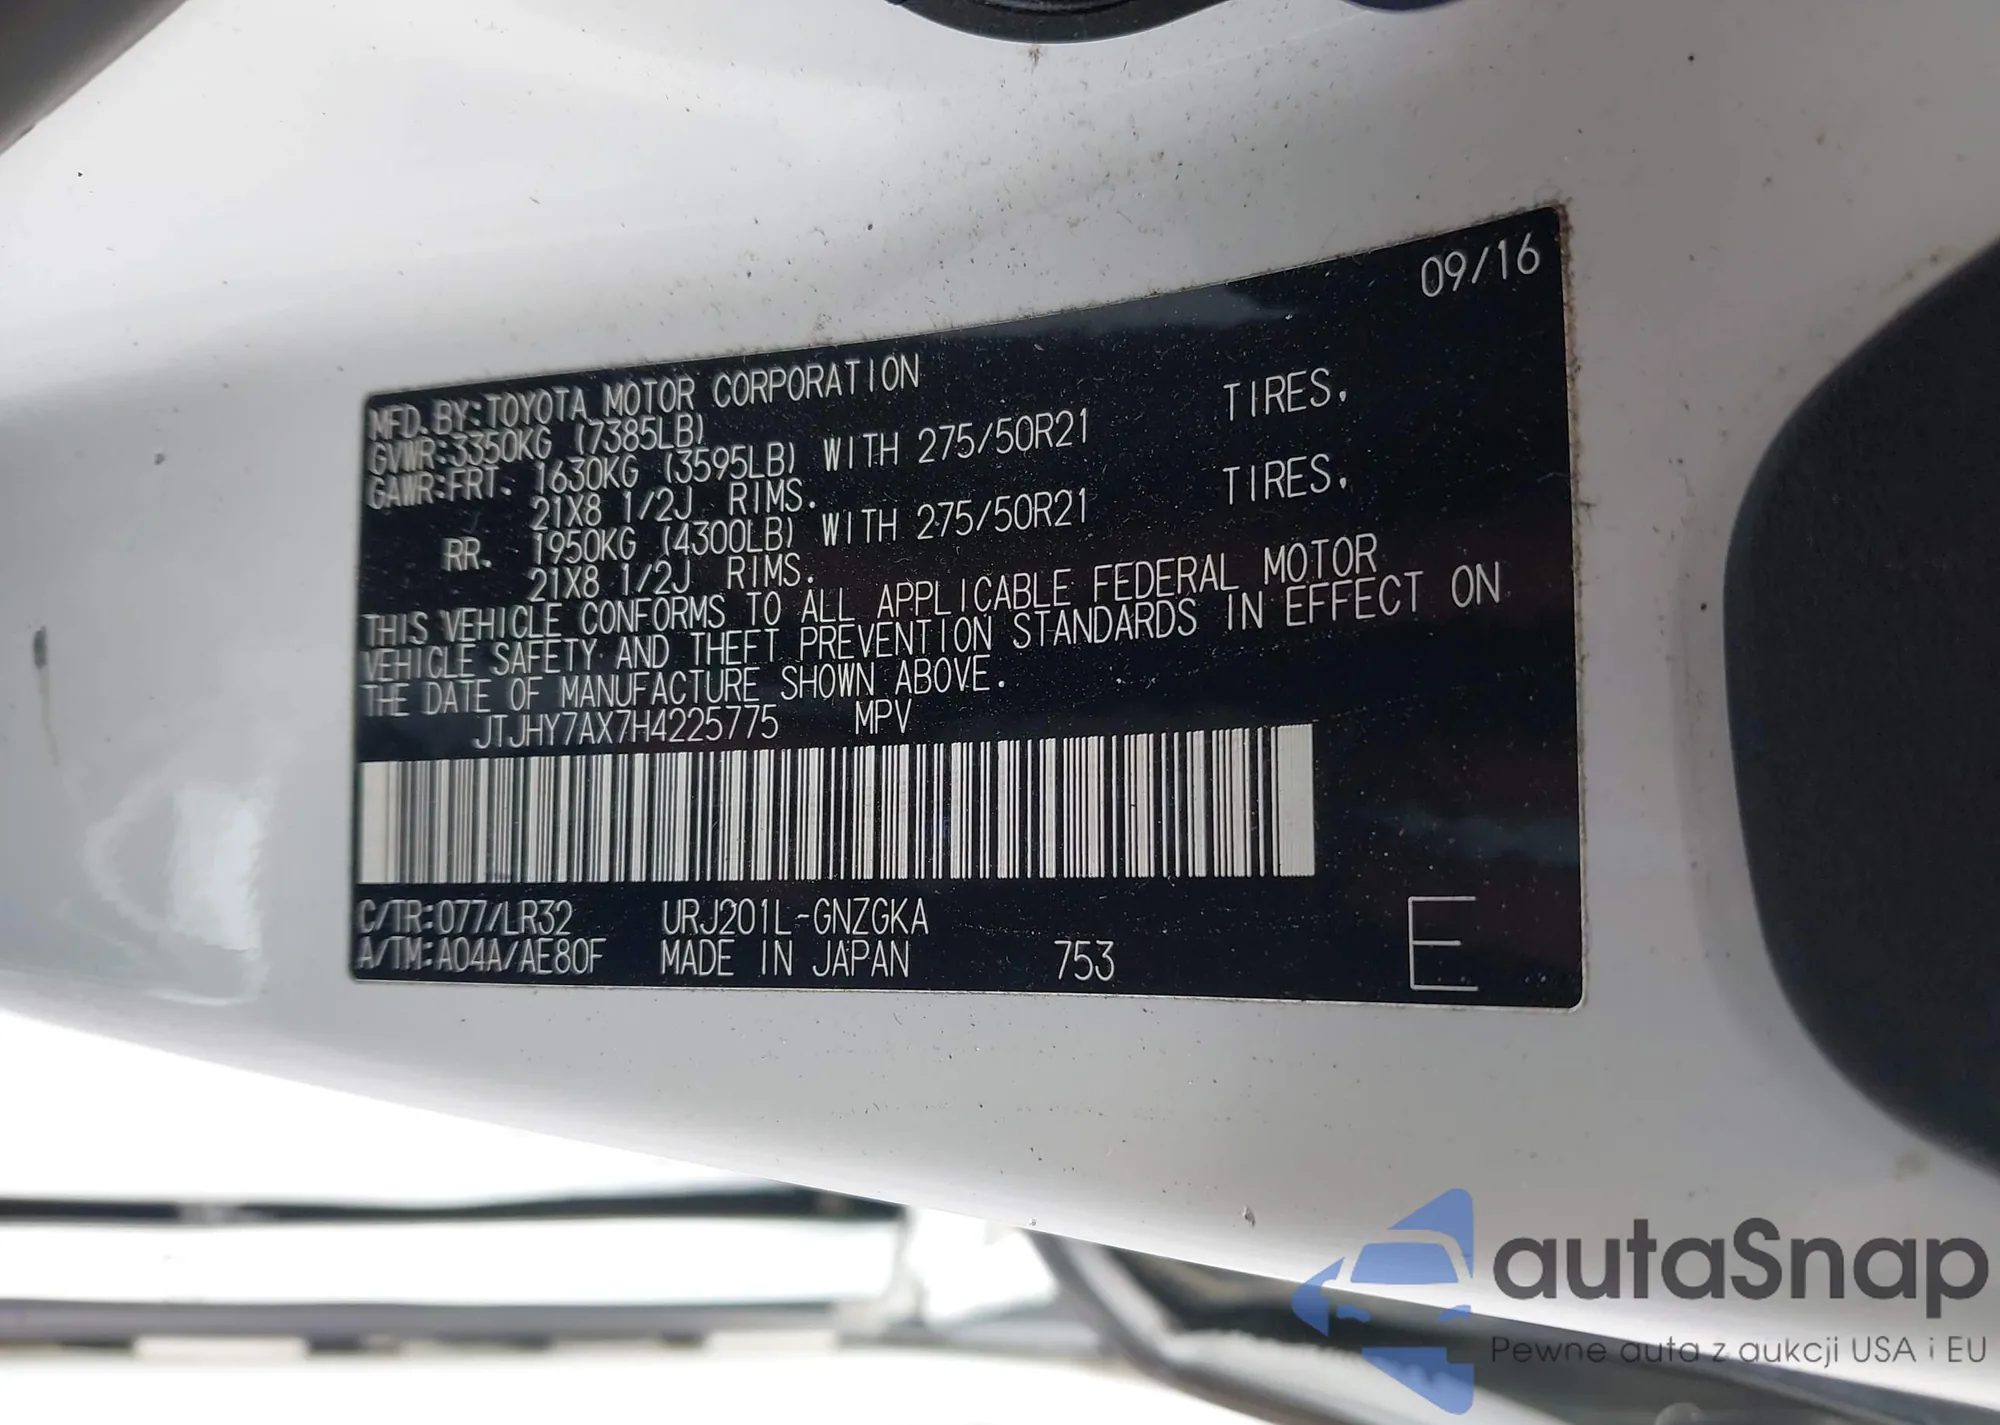 09/16
MFD. BY:TOYOTA MOTOR CORPORATION
GVWR:3350KG (7385LB)
GAWR:FRT. 1630KG (3595LB) WITH 275/50R21 TIRES,
21X8 1/2J RIMS.
RR. 1950KG (4300LB) WITH 275/50R21 TIRES,
21X8 1/2J RIMS.
THIS VEHICLE CONFORMS TO ALL APPLICABLE FEDERAL MOTOR
VEHICLE SAFETY AND THEFT PREVENTION STANDARDS IN EFFECT ON
THE DATE OF MANUFACTURE SHOWN ABOVE.
JTJHY7AX7H4225775 MPV
C/TR:077/LR32 URJ201L-GNZGKA
A/TM:A04A/AE80F MADE IN JAPAN 753 E
autaSnap
Pewne auta z aukcji USA i EU